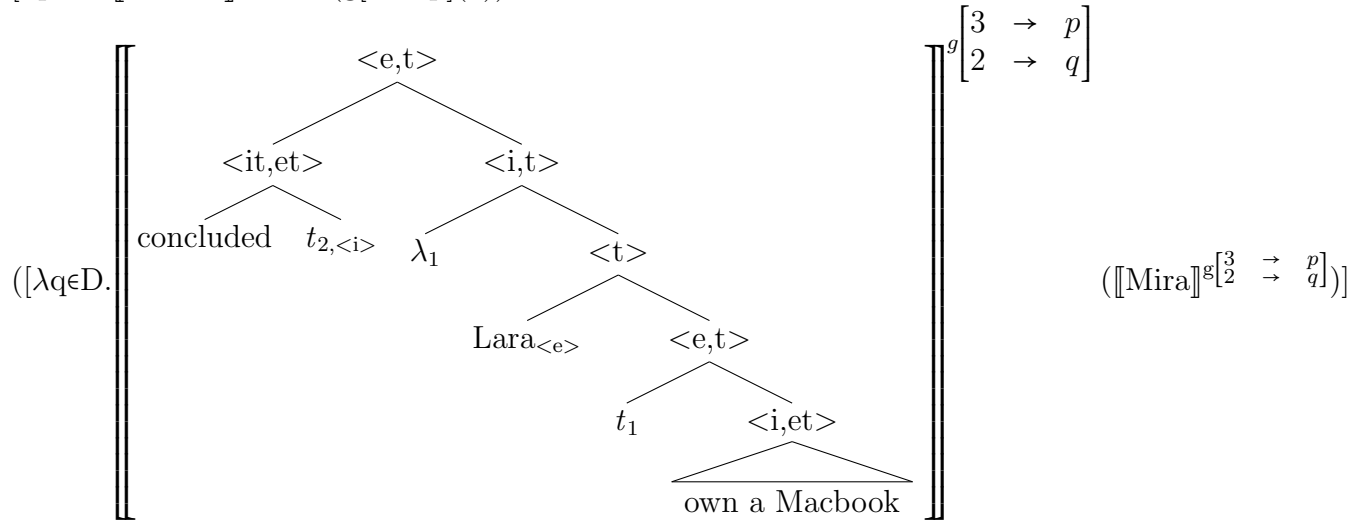 g[3 → p
2 → q]
<e,t>
<it,et> <i,t>
concluded t2,<i> λ1 <t>
([λq∈D. ([[Mira]]g[3 → p
2 → q])]
Lara<e> <e,t>
t1 <i,et>
own a Macbook